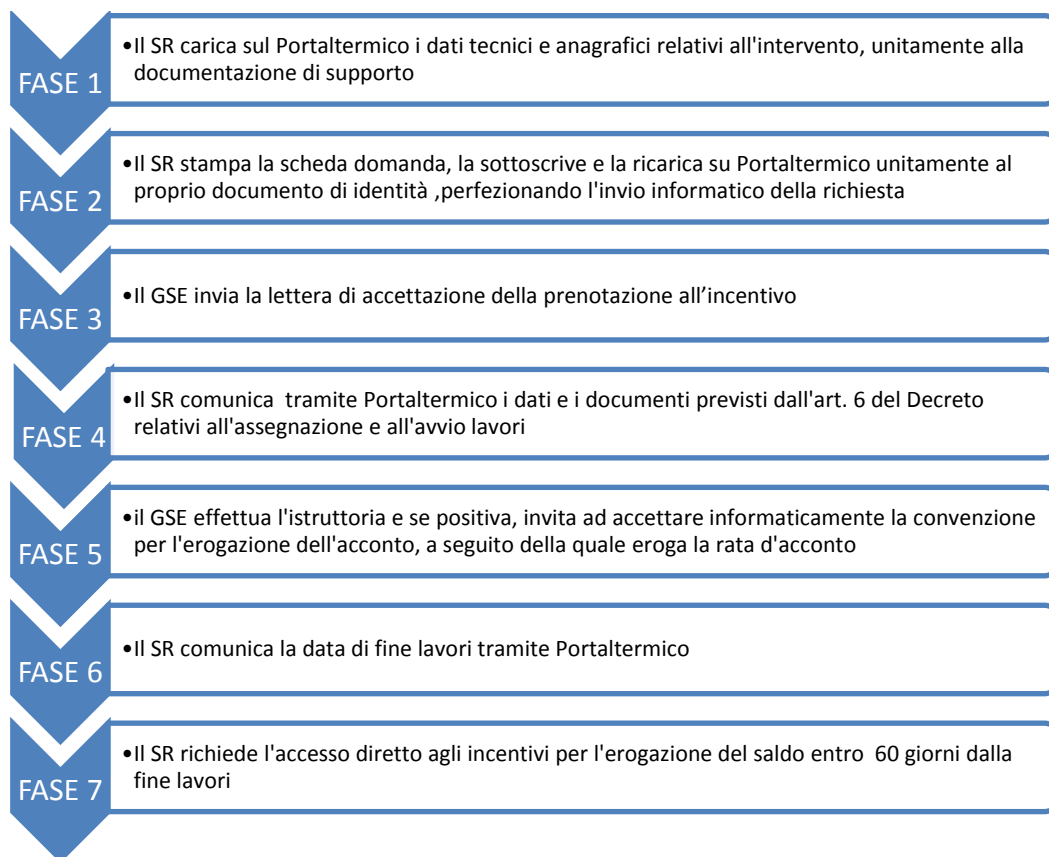 FASE 1
•Il SR carica sul Portaltermico i dati tecnici e anagrafici relativi all'intervento, unitamente alla
documentazione di supporto
FASE 2
•Il SR stampa la scheda domanda, la sottoscrive e la ricarica su Portaltermico unitamente al
proprio documento di identità ,perfezionando l'invio informatico della richiesta
FASE 3
•Il GSE invia la lettera di accettazione della prenotazione all’incentivo
FASE 4
•Il SR comunica  tramite Portaltermico i dati e i documenti previsti dall'art. 6 del Decreto
relativi all'assegnazione e all'avvio lavori
FASE 5
•il GSE effettua l'istruttoria e se positiva, invita ad accettare informaticamente la convenzione
per l'erogazione dell'acconto, a seguito della quale eroga la rata d'acconto
FASE 6
•Il SR comunica la data di fine lavori tramite Portaltermico
FASE 7
•Il SR richiede l'accesso diretto agli incentivi per l'erogazione del saldo entro  60 giorni dalla
fine lavori